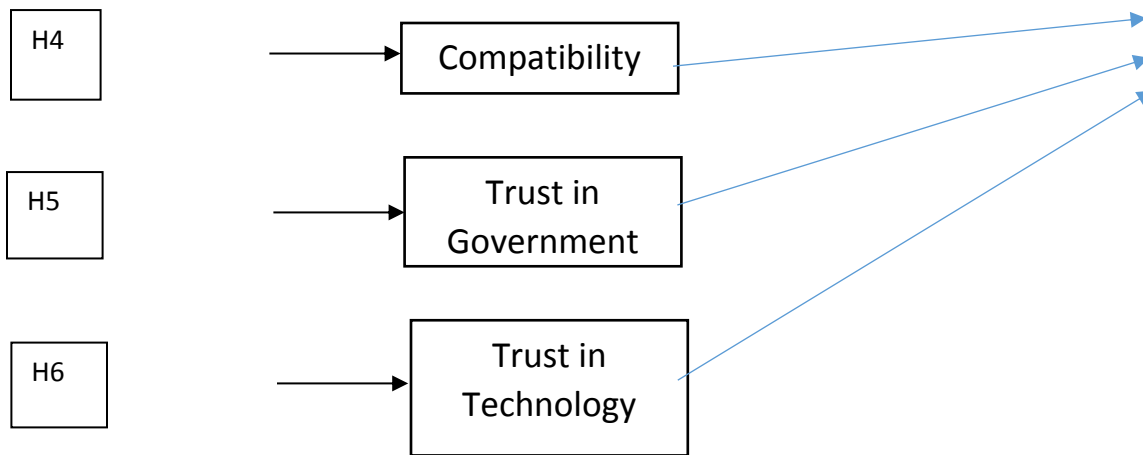 H4
Compatibility
H5
Trust in
Government
H6
Trust in
Technology